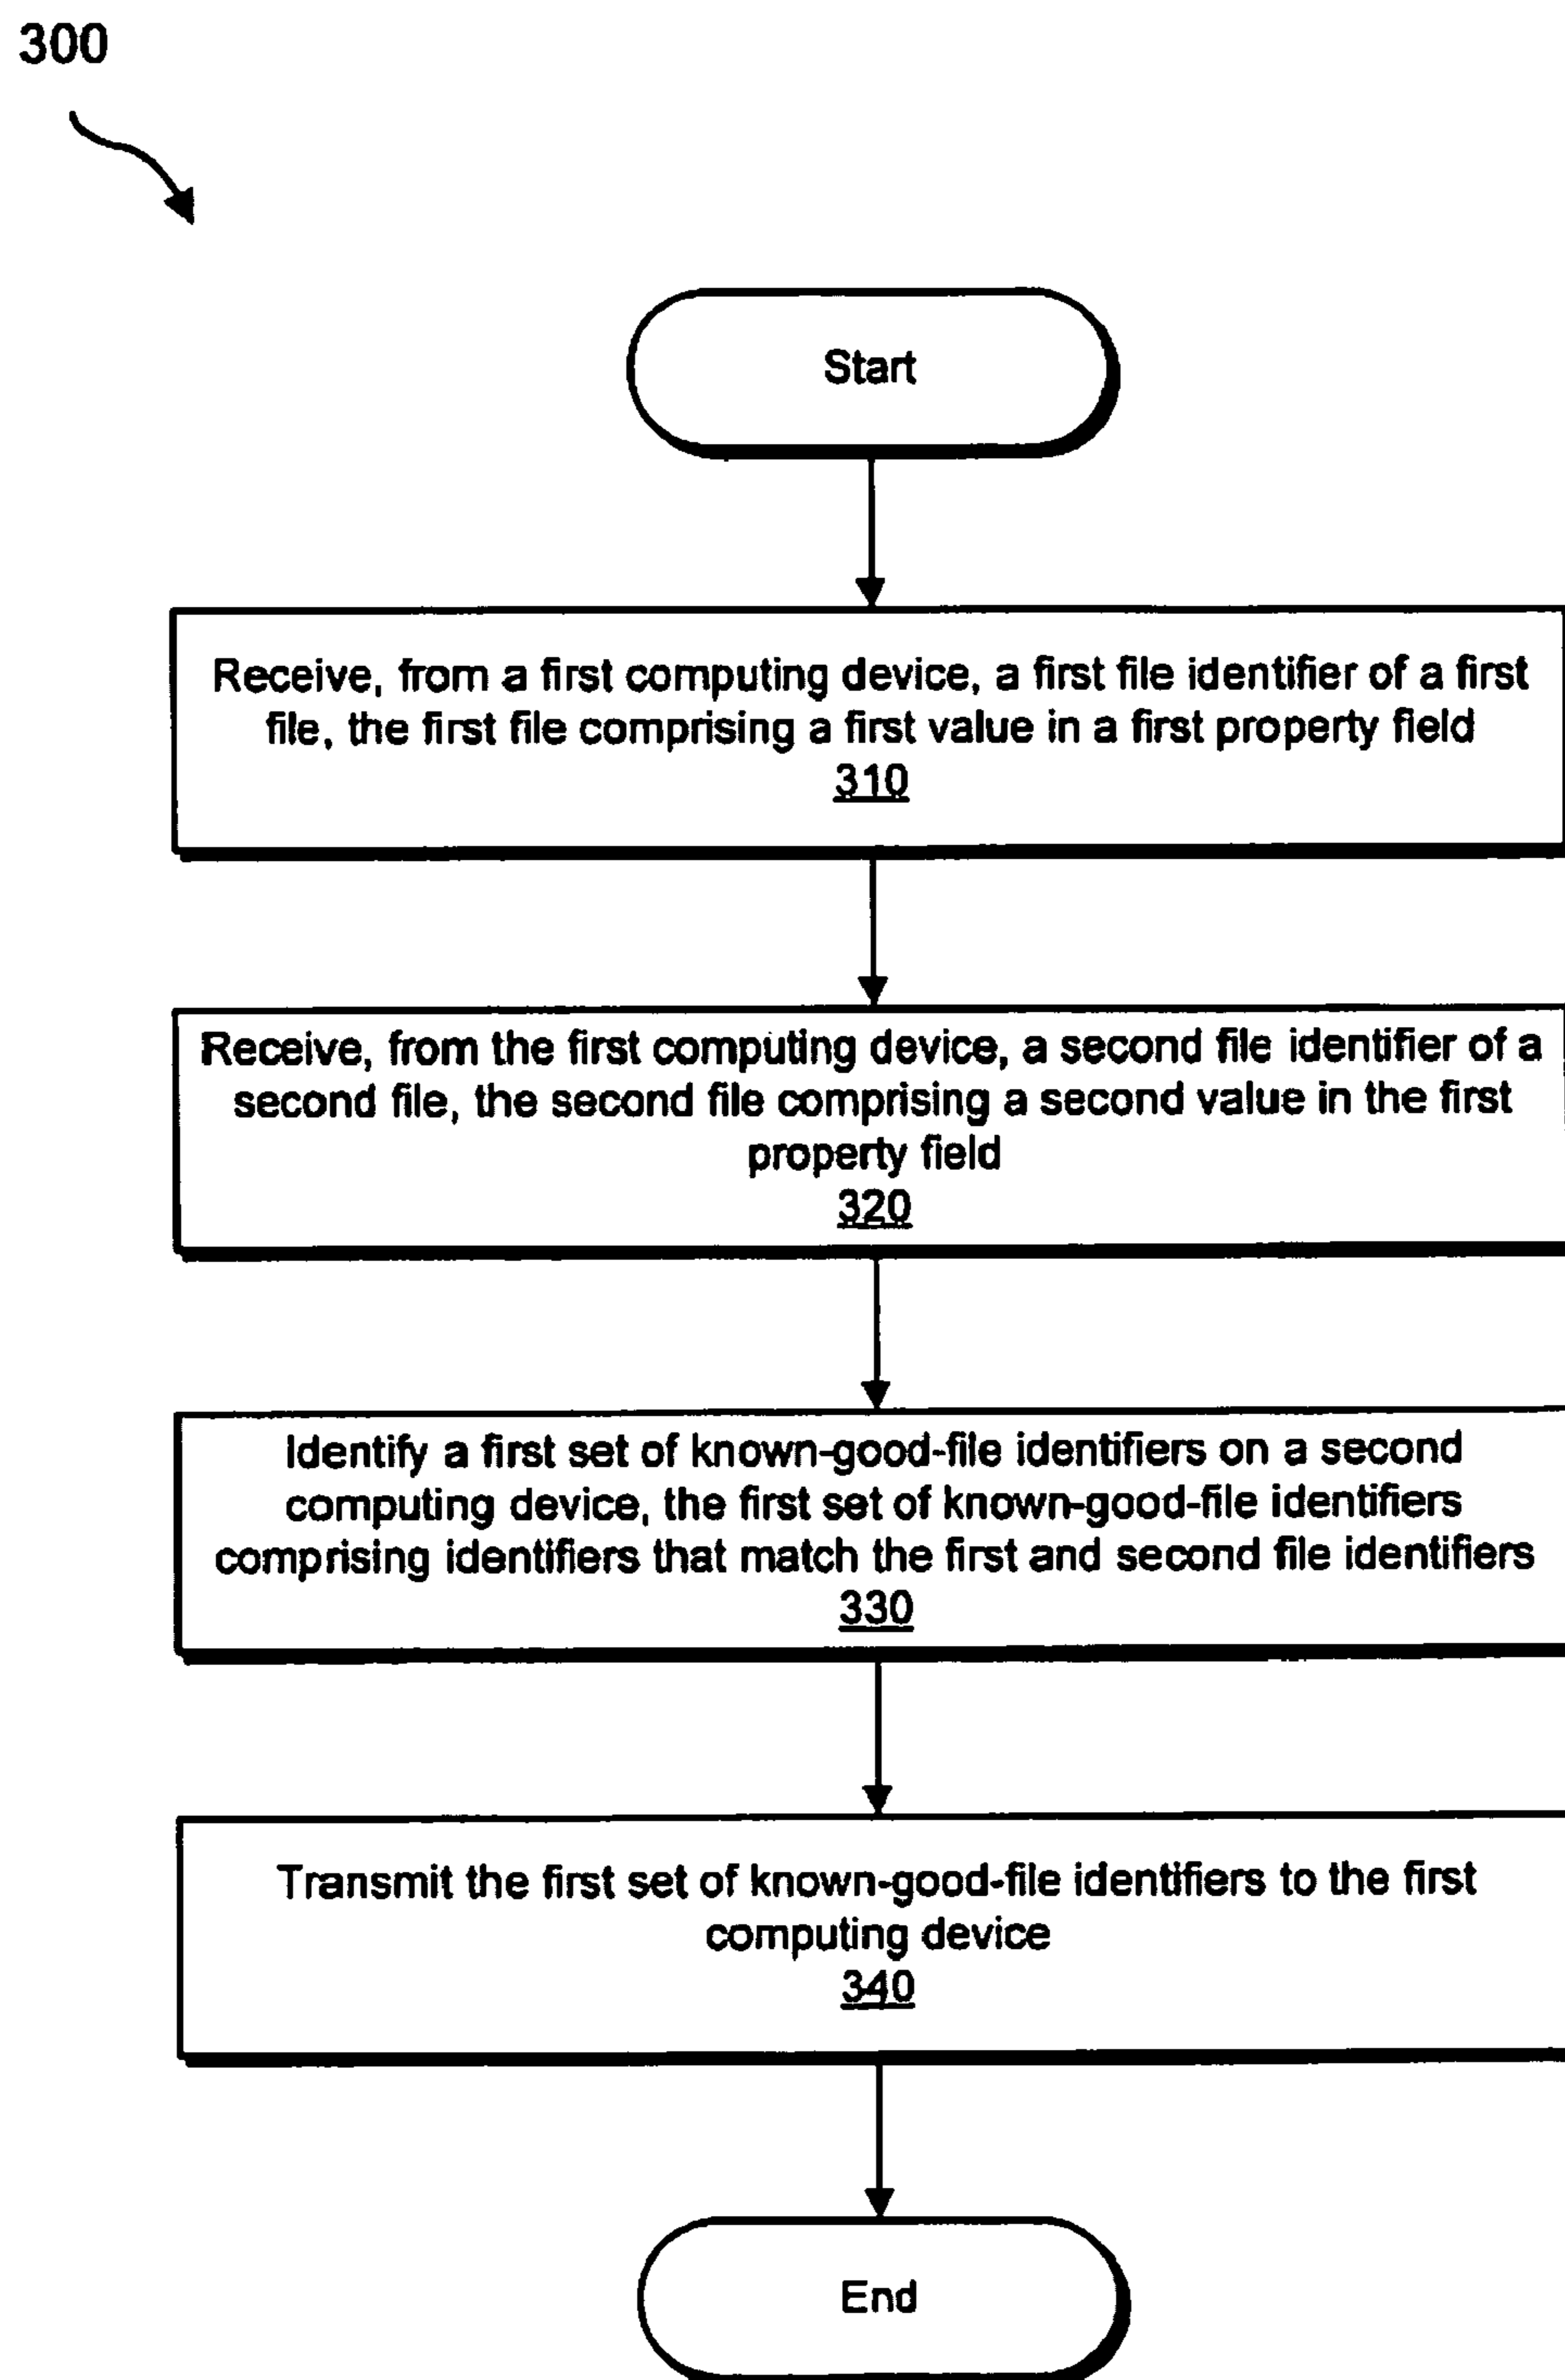 300
Start
Receive, from a first computing device, a first file identifier of a first
file, the first file comprising a first value in a first property field
310
Receive, from the first computing device, a second file identifier of a
second file, the second file comprising a second value in the first
property field
320
Identify a first set of known-good-file identifiers on a second
computing device, the first set of known-good-file identifiers
comprising identifiers that match the first and second file identifiers
330
Transmit the first set of known-good-file identifiers to the first
computing device
340
End